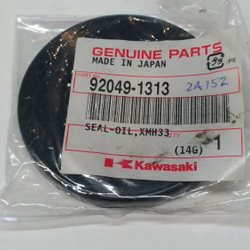 GENUINE PARTS
MADE IN JAPAN
92049-1313
2A152
SEAL-OIL,XMH33
(14G) 1
Kawasaki